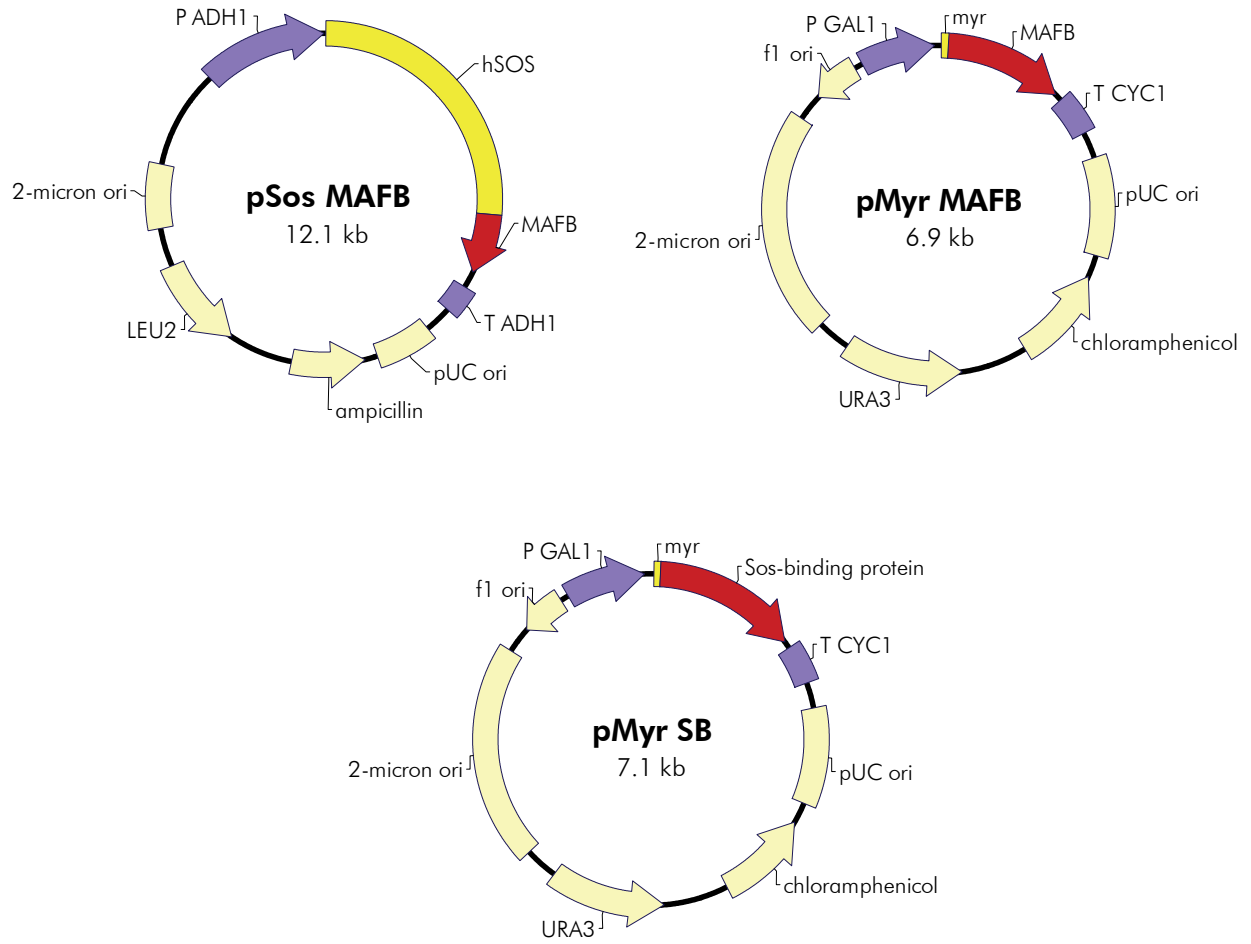 P ADH1
hSOS
2-micron ori
pSos MAFB
12.1 kb
MAFB
LEU2
T ADH1
pUC ori
ampicillin
myr
P GAL1
MAFB
f1 ori
T CYC1
pMyr MAFB
6.9 kb
pUC ori
2-micron ori
chloramphenicol
URA3
P GAL1
myr
Sos-binding protein
f1 ori
T CYC1
pMyr SB
7.1 kb
2-micron ori
pUC ori
chloramphenicol
URA3